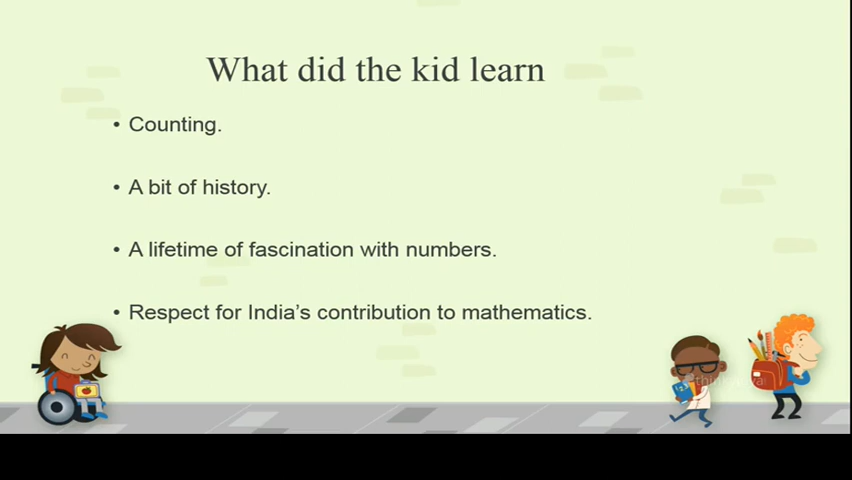 What did the kid learn
• Counting.
• A bit of history.
• A lifetime of fascination with numbers.
• Respect for India’s contribution to mathematics.